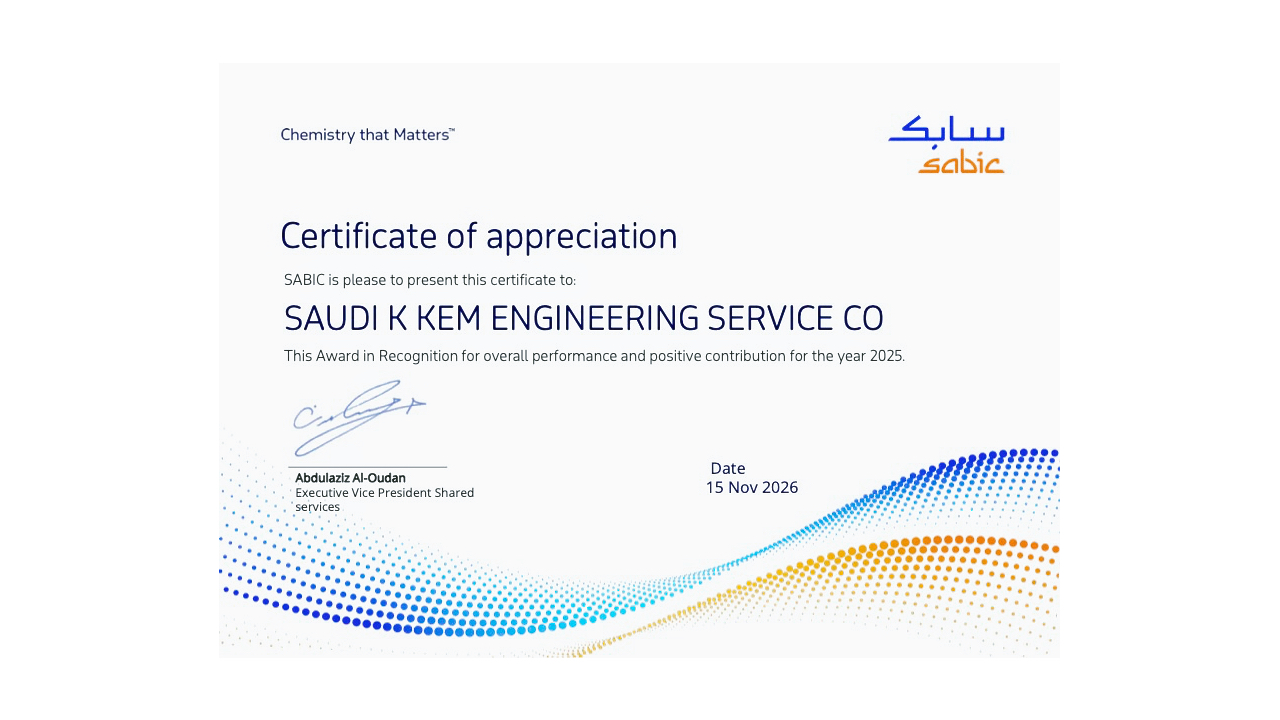 Chemistry that Matters™
سابك
sabic
Certificate of appreciation
SABIC is please to present this certificate to:
SAUDI K KEM ENGINEERING SERVICE CO
This Award in Recognition for overall performance and positive contribution for the year 2025.
Abdulaziz Al-Oudan
Executive Vice President Shared
services
Date
15 Nov 2026